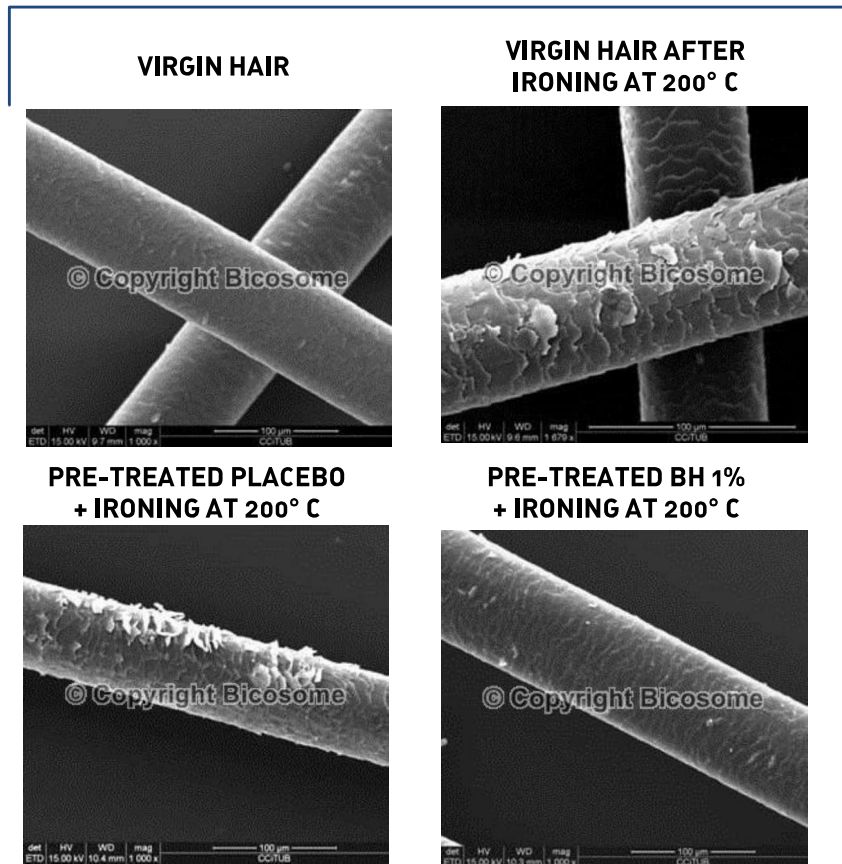 VIRGIN HAIR
VIRGIN HAIR AFTER
IRONING AT 200° C
© Copyright Bicosome
det HV WD mag 100 µm
ETD 15.00 kV 9.7 mm 1 000 x CCiTUB
© Copyright Bicosome
det HV WD mag 100 µm
ETD 15.00 kV 9.6 mm 1 679 x CCiTUB
PRE-TREATED PLACEBO
+ IRONING AT 200° C
PRE-TREATED BH 1%
+ IRONING AT 200° C
© Copyright Bicosome
det HV WD mag 100 µm
ETD 15.00 kV 10.4 mm 1 000 x CCiTUB
© Copyright Bicosome
det HV WD mag 100 µm
ETD 15.00 kV 10.3 mm 1 000 x CCiTUB